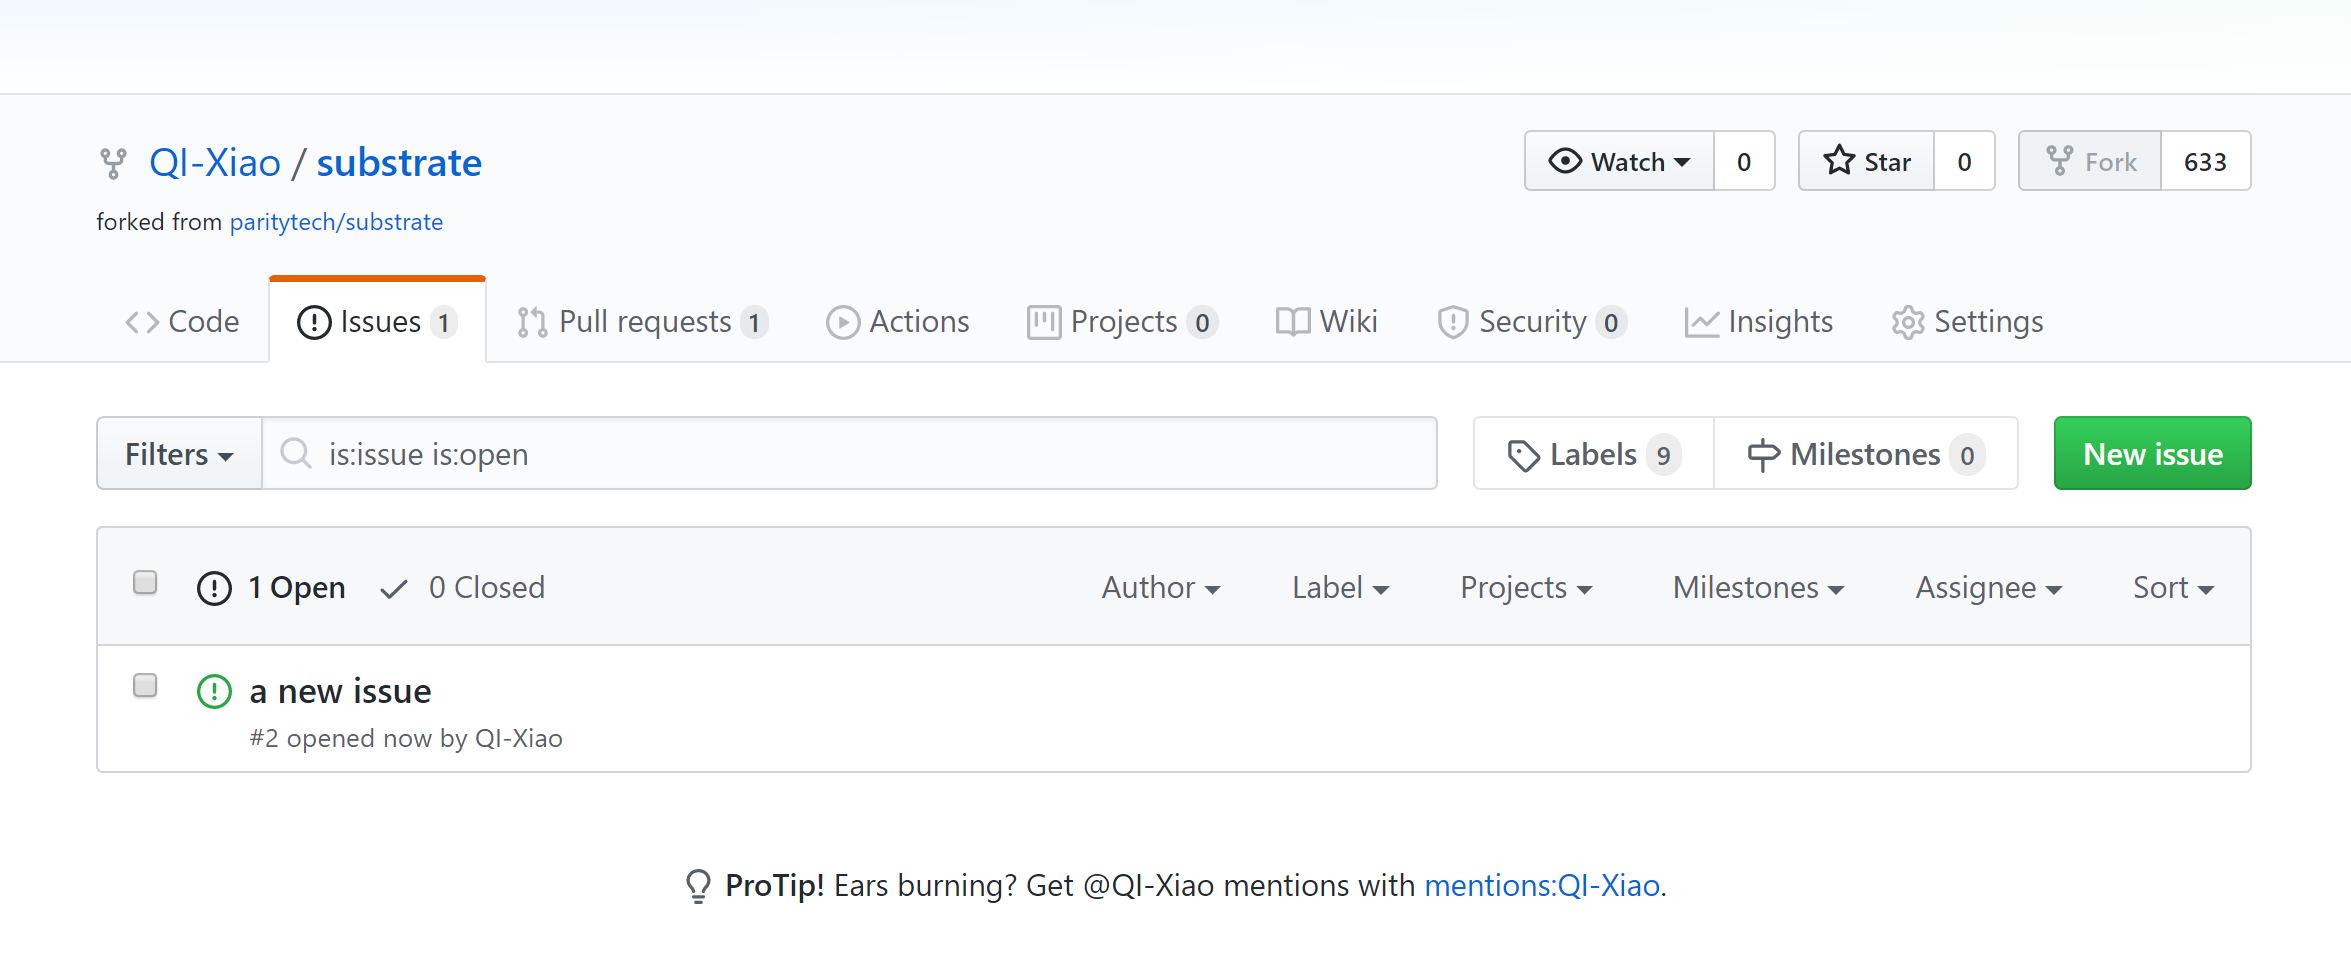 QI-Xiao / substrate
Watch 0 Star 0 Fork 633
forked from paritytech/substrate
Code Issues 1 Pull requests 1 Actions Projects 0 Wiki Security 0 Insights Settings
Filters is:issue is:open Labels 9 Milestones 0 New issue
1 Open 0 Closed Author Label Projects Milestones Assignee Sort
a new issue
#2 opened now by QI-Xiao
ProTip! Ears burning? Get @QI-Xiao mentions with mentions:QI-Xiao.